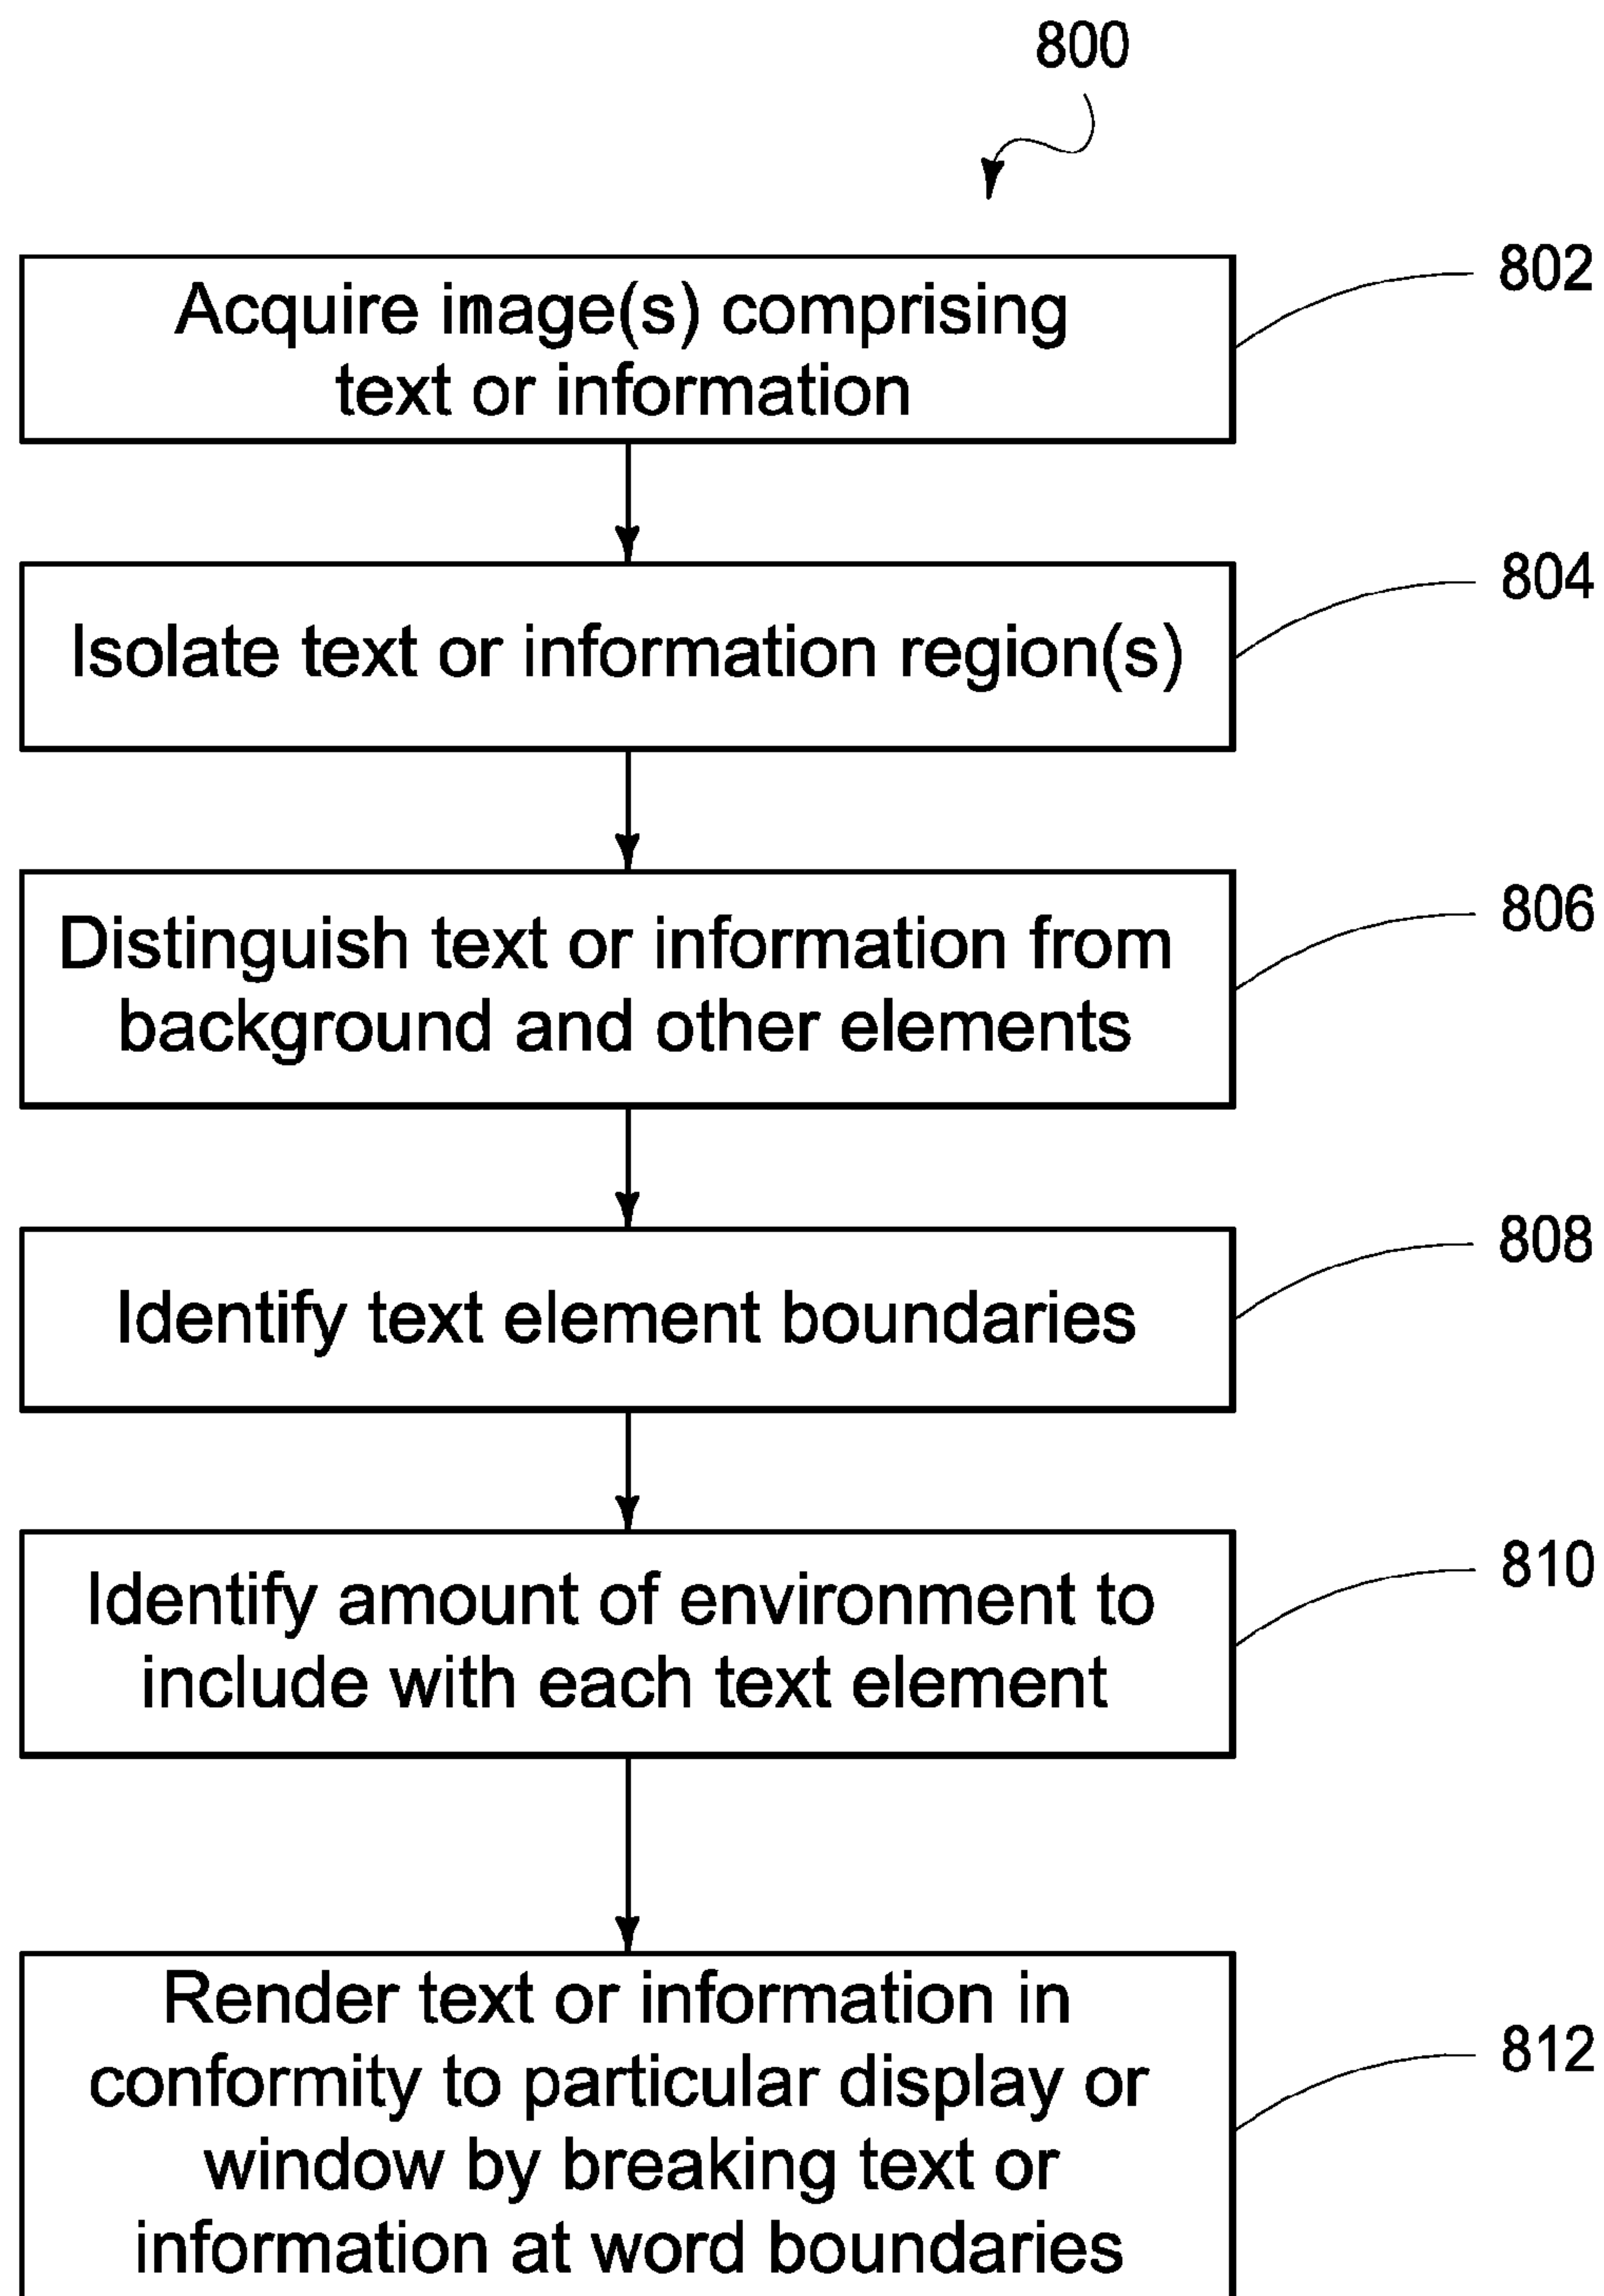 800
Acquire image(s) comprising
text or information
802
Isolate text or information region(s)
804
Distinguish text or information from
background and other elements
806
Identify text element boundaries
808
Identify amount of environment to
include with each text element
810
Render text or information in
conformity to particular display or
window by breaking text or
information at word boundaries
812